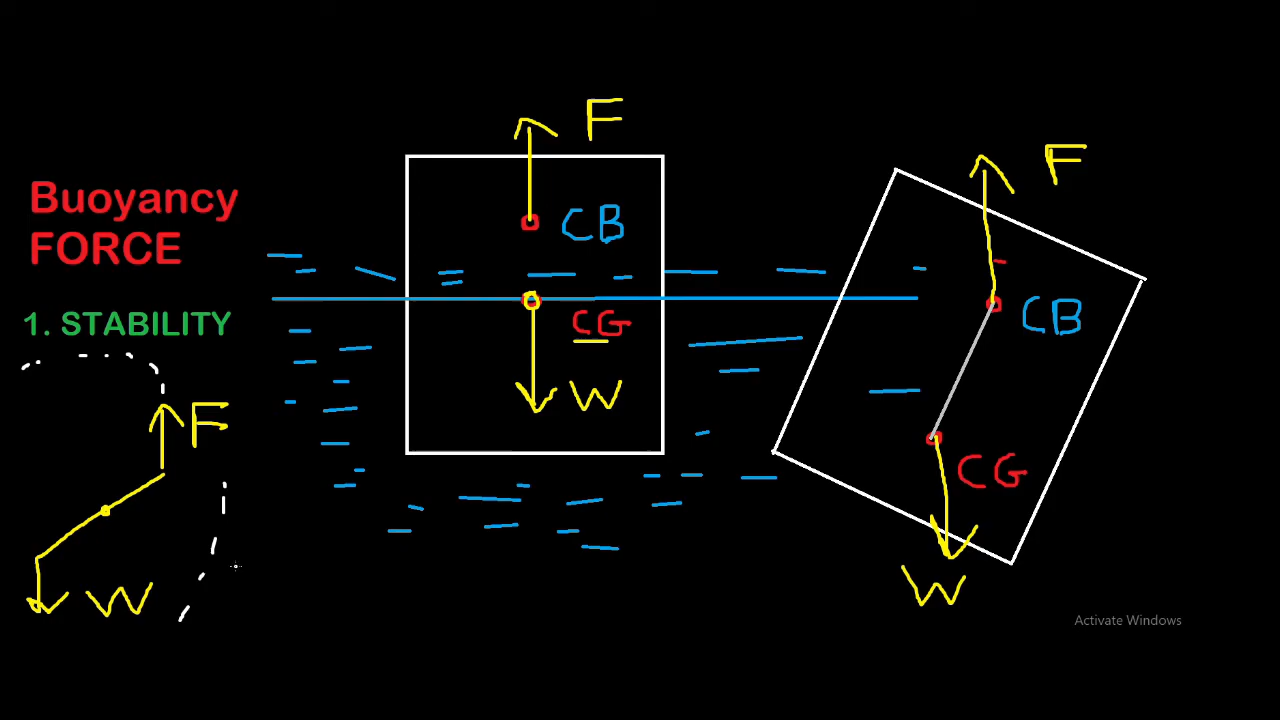 Buoyancy
FORCE
1. STABILITY
F
W
F
CB
CG
W
F
CB
CG
W
Activate Windows